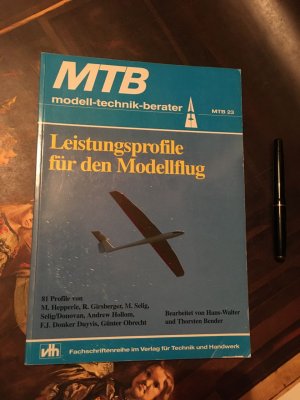 MTB
modell-technik-berater
MTB 23
Leistungsprofile
für den Modellflug
81 Profile von
M. Hepperle, R. Girsberger, M. Selig,
Selig/Donovan, Andrew Hollom,
F.J. Donker Duyvis, Günter Obrecht
Bearbeitet von Hans-Walter
und Thorsten Bender
vth
Fachschriftenreihe im Verlag für Technik und Handwerk